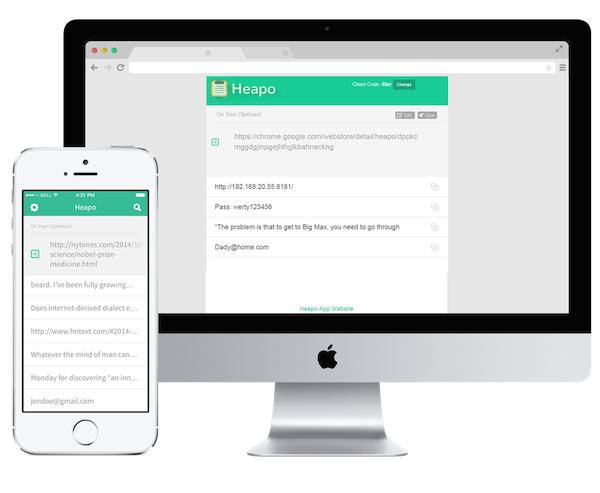 Heapo
Cheer Code: 03zr Change
On Your Clipboard:
Edit Clear
https://chrome.google.com/webstore/detail/heapo/dppkc
mggdgjinpgejhlhglkbahneckng
http://192.168.20.55:8181/
Pass: werty123456
"The problem is that to get to Big Max, you need to go through
Dady@home.com
Heapo App Website
BELL 4:21 PM
Heapo
On Your Clipboard:
http://nytimes.com/2014/10/
science/nobel-prize-
medicine.html
beard. I've been fully growing…
Does internet-derived dialect e…
http://www.hntext.com/#2014-…
Whatever the mind of man can…
Monday for discovering "an inn…
jondoe@gmail.com